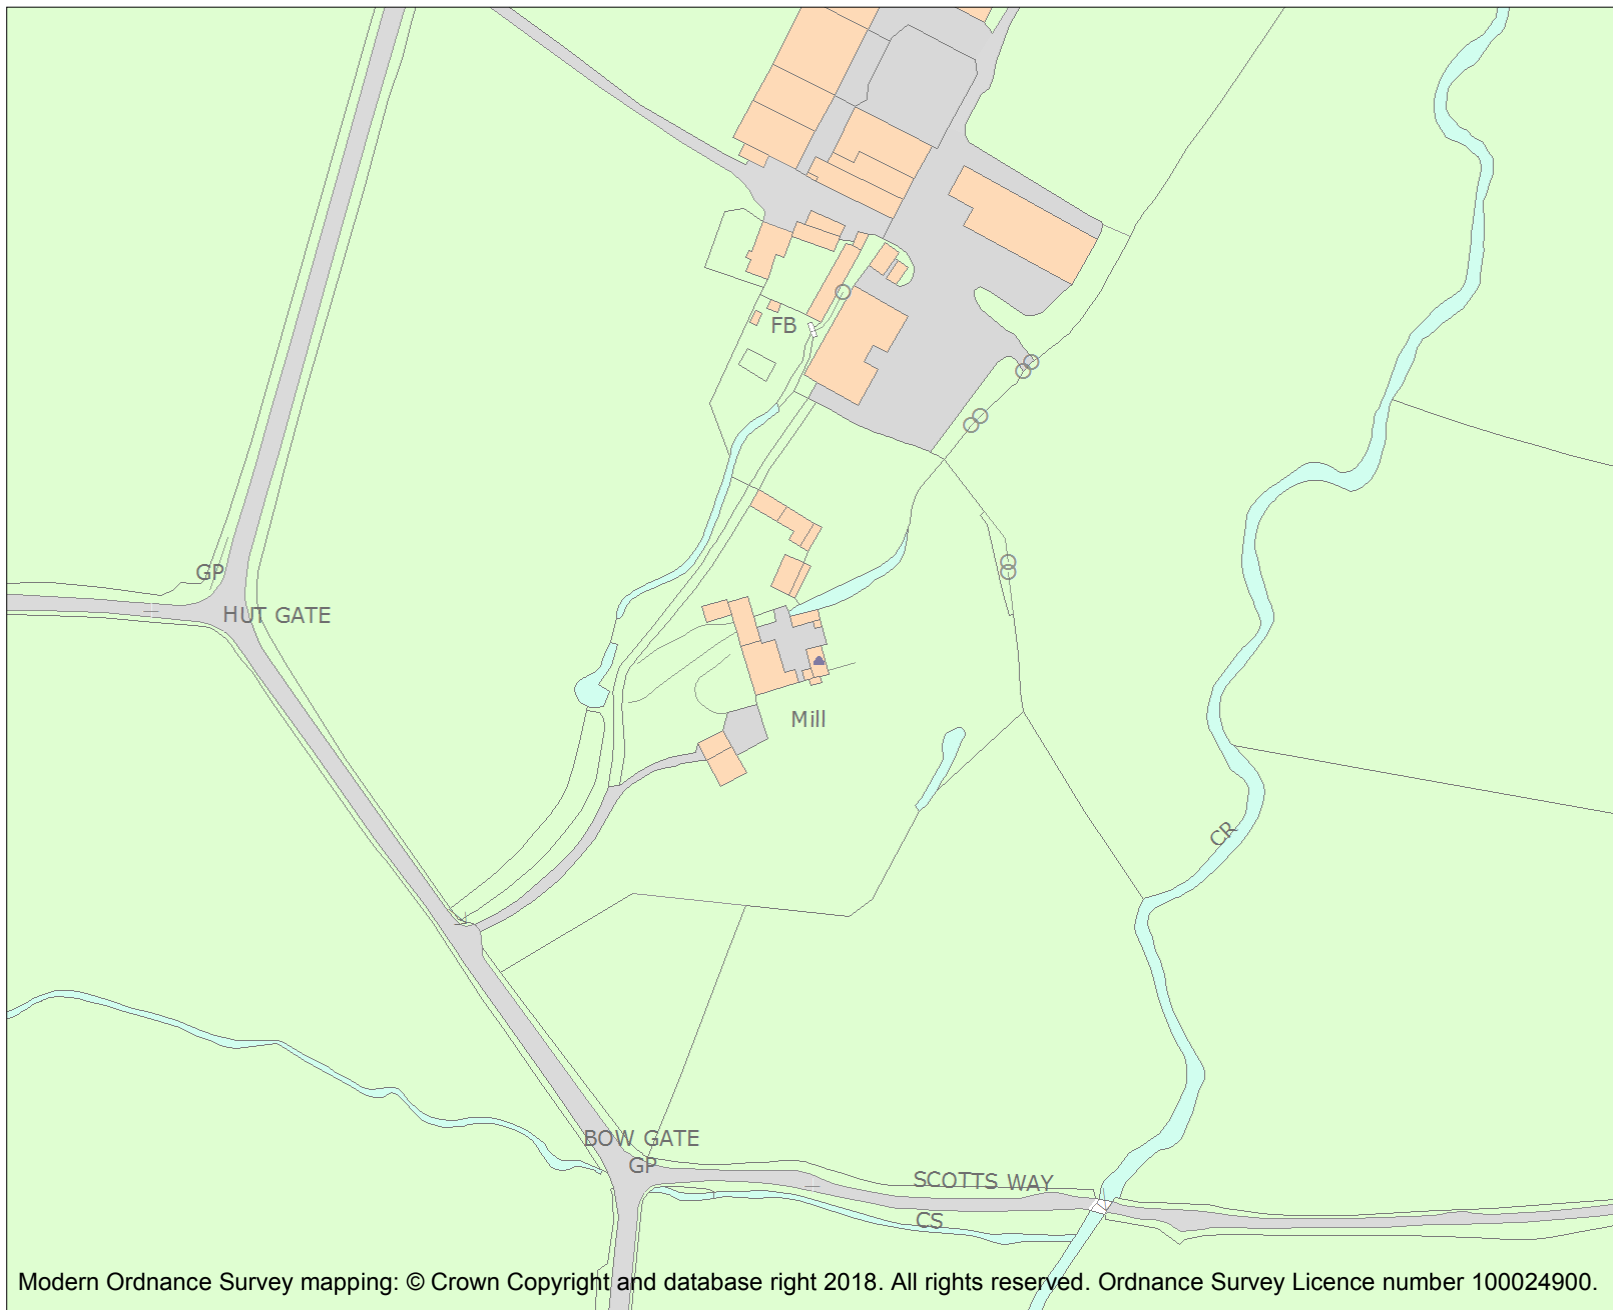 FB
GP
HUT GATE
Mill
CR
BOW GATE
GP
SCOTTS WAY
CS
Modern Ordnance Survey mapping: © Crown Copyright and database right 2018. All rights reserved. Ordnance Survey Licence number 100024900.